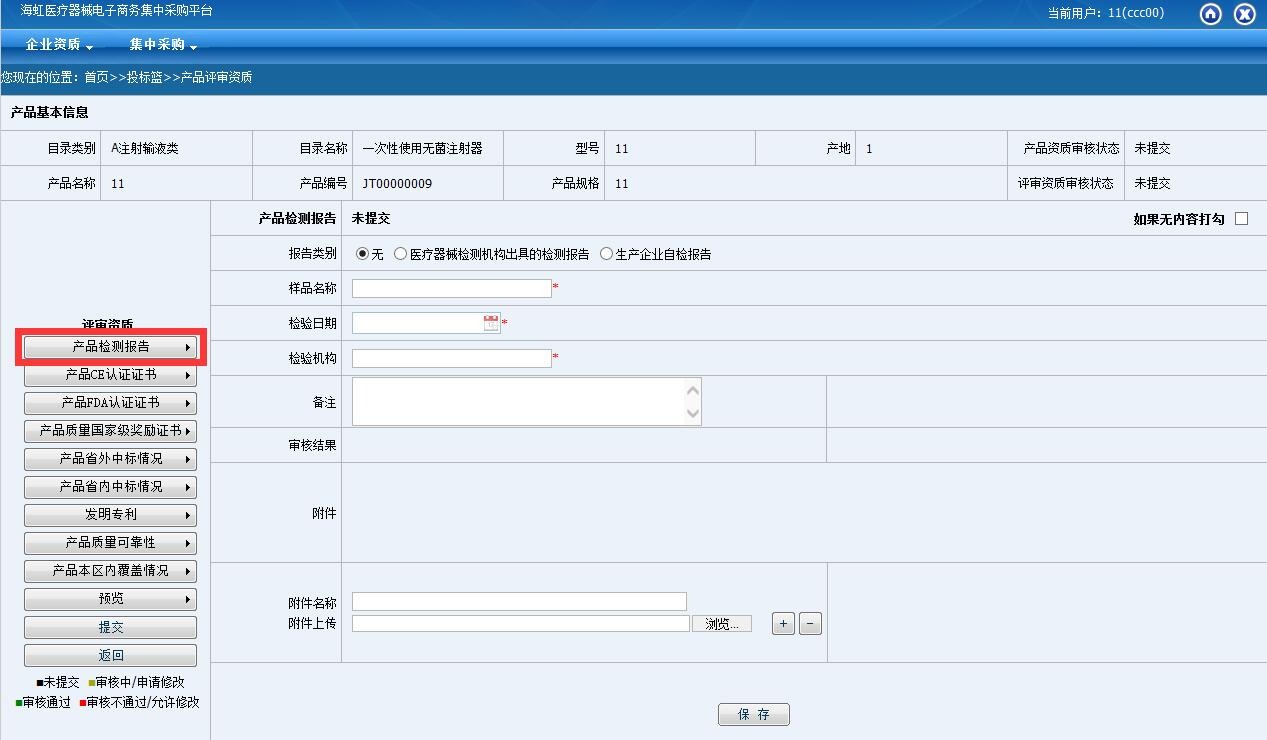 海虹医疗器械电子商务集中采购平台 当前用户：11(ccc00)
企业资质 集中采购
您现在的位置：首页>>投标篮>>产品评审资质
产品基本信息
目录类别 A注射输液类 目录名称 一次性使用无菌注射器 型号 11 产地 1 产品资质审核状态 未提交
产品名称 11 产品编号 JT00000009 产品规格 11 评审资质审核状态 未提交
评审资质
产品检测报告
产品CE认证证书
产品FDA认证证书
产品质量国家级奖励证书
产品省外中标情况
产品省内中标情况
发明专利
产品质量可靠性
产品本区内覆盖情况
预览
提交
返回
■未提交 ■审核中/申请修改
■审核通过 ■审核不通过/允许修改
产品检测报告 未提交 如果无内容打勾
报告类别 无 医疗器械检测机构出具的检测报告 生产企业自检报告
样品名称 *
检验日期 *
检验机构 *
备注
审核结果
附件
附件名称
附件上传 浏览... + -
保 存